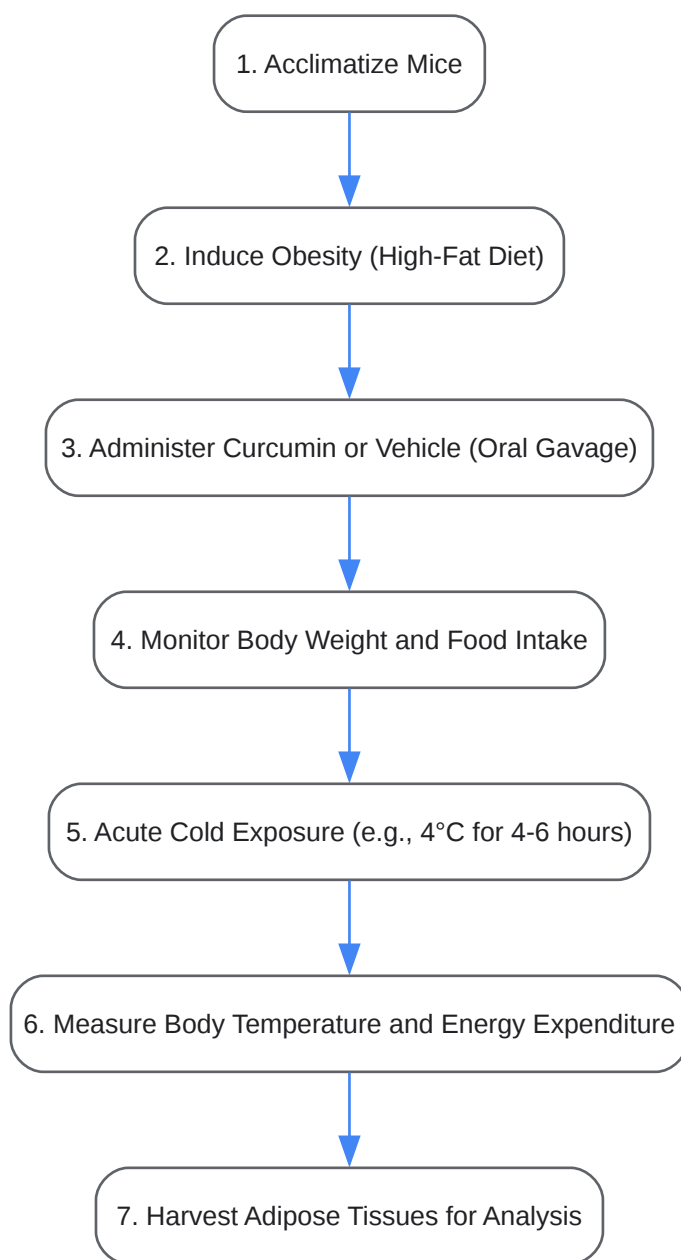 1. Acclimatize Mice
2. Induce Obesity (High-Fat Diet)
3. Administer Curcumin or Vehicle (Oral Gavage)
4. Monitor Body Weight and Food Intake
5. Acute Cold Exposure (e.g., 4°C for 4-6 hours)
6. Measure Body Temperature and Energy Expenditure
7. Harvest Adipose Tissues for Analysis